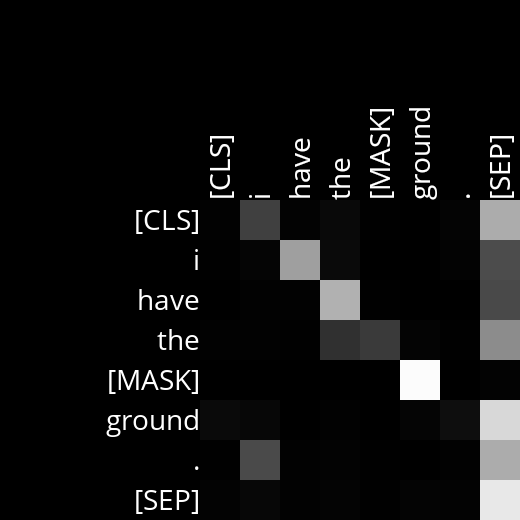 [CLS]
i
have
the
[MASK]
ground
.
[SEP]
[CLS]
i
have
the
[MASK]
ground
.
[SEP]